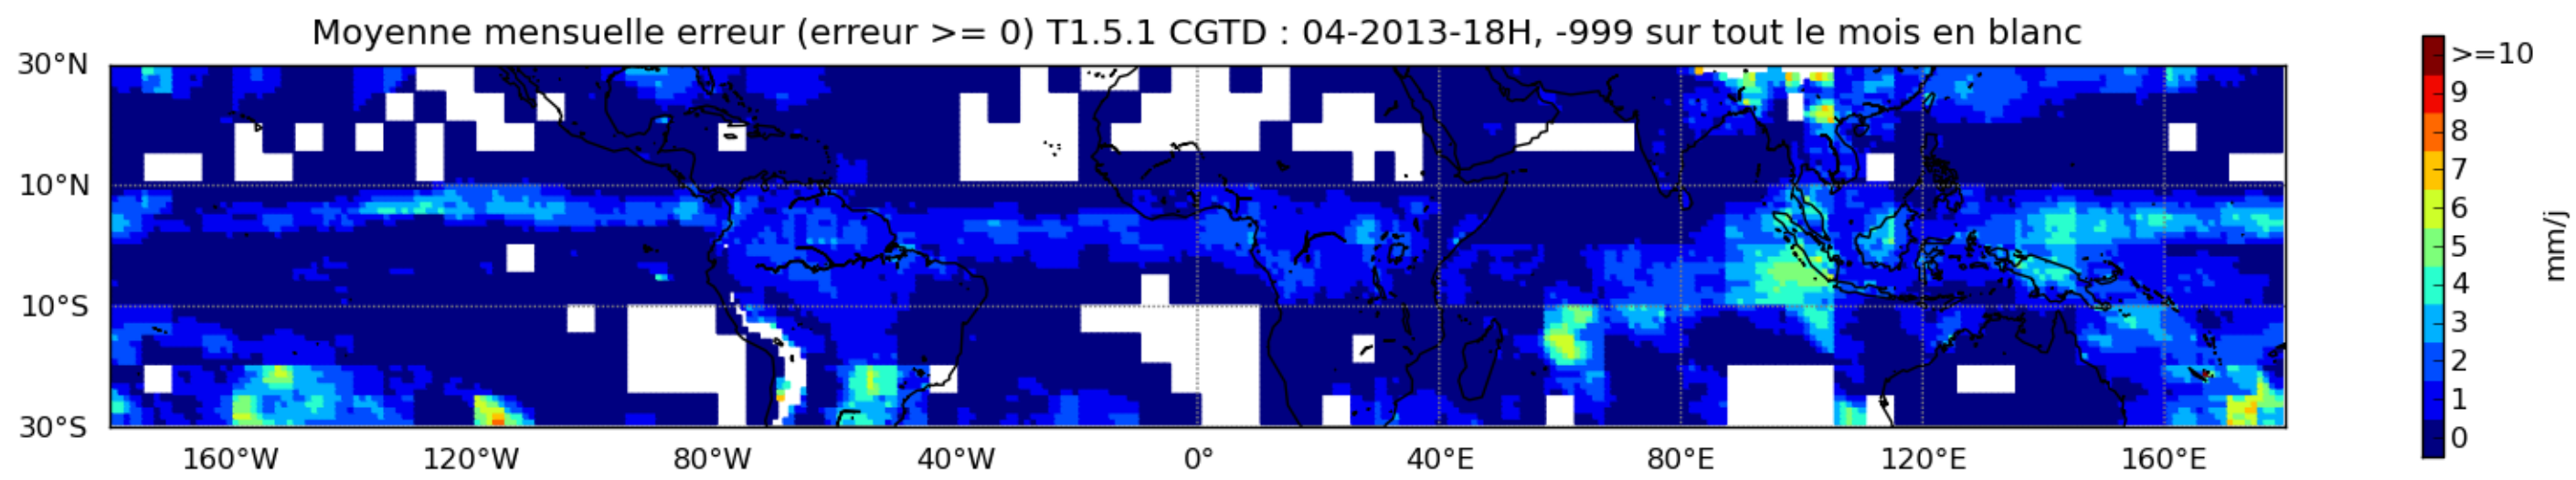 Moyenne mensuelle erreur (erreur >= 0) T1.5.1 CGTD : 04-2013-18H, -999 sur tout le mois en blanc
30°N
10°N
10°S
30°S
160°W 120°W 80°W 40°W 0° 40°E 80°E 120°E 160°E
>=10
9
8
7
6
5
4
3
2
1
0
mm/j